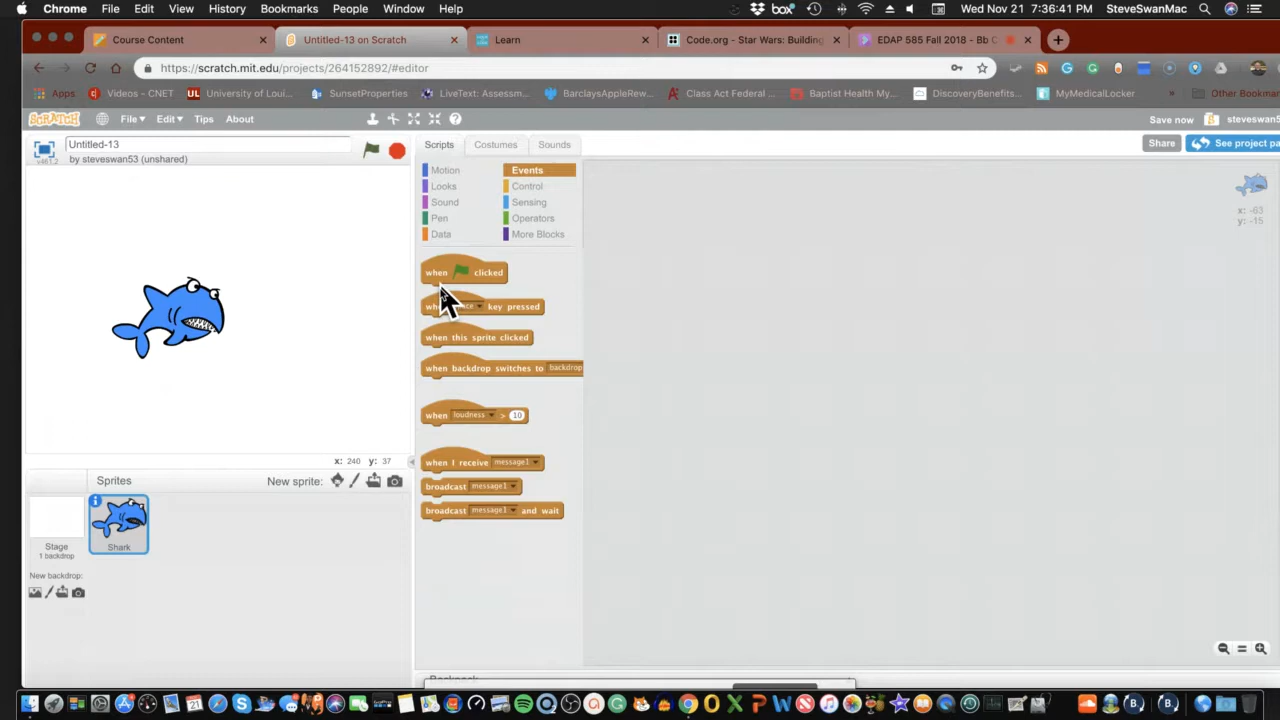 Chrome File Edit View History Bookmarks People Window Help box Wed Nov 21 7:36:41 PM SteveSwanMac
Course Content Untitled-13 on Scratch Learn Code.org - Star Wars: Building EDAP 585 Fall 2018 - Bb C
https://scratch.mit.edu/projects/264152892/#editor
Apps Videos - CNET UL University of Loui... SunsetProperties LiveText: Assessm... BarclaysAppleRew... Class Act Federal ... Baptist Health My... DiscoveryBenefits... MyMedicalLocker » Other Bookmar
SCRATCH File Edit Tips About Save now steveswan5
Untitled-13
by steveswan53 (unshared)
v461.2
Scripts Costumes Sounds Share See project pa
Motion Events
Looks Control
Sound Sensing
Pen Operators
Data More Blocks
x: -63
y: -15
when clicked
key pressed
when this sprite clicked
when backdrop switches to backdrop
when loudness > 10
when I receive message1
broadcast message1
broadcast message1 and wait
x: 240 y: 37
Sprites New sprite:
Stage
1 backdrop
Shark
New backdrop: